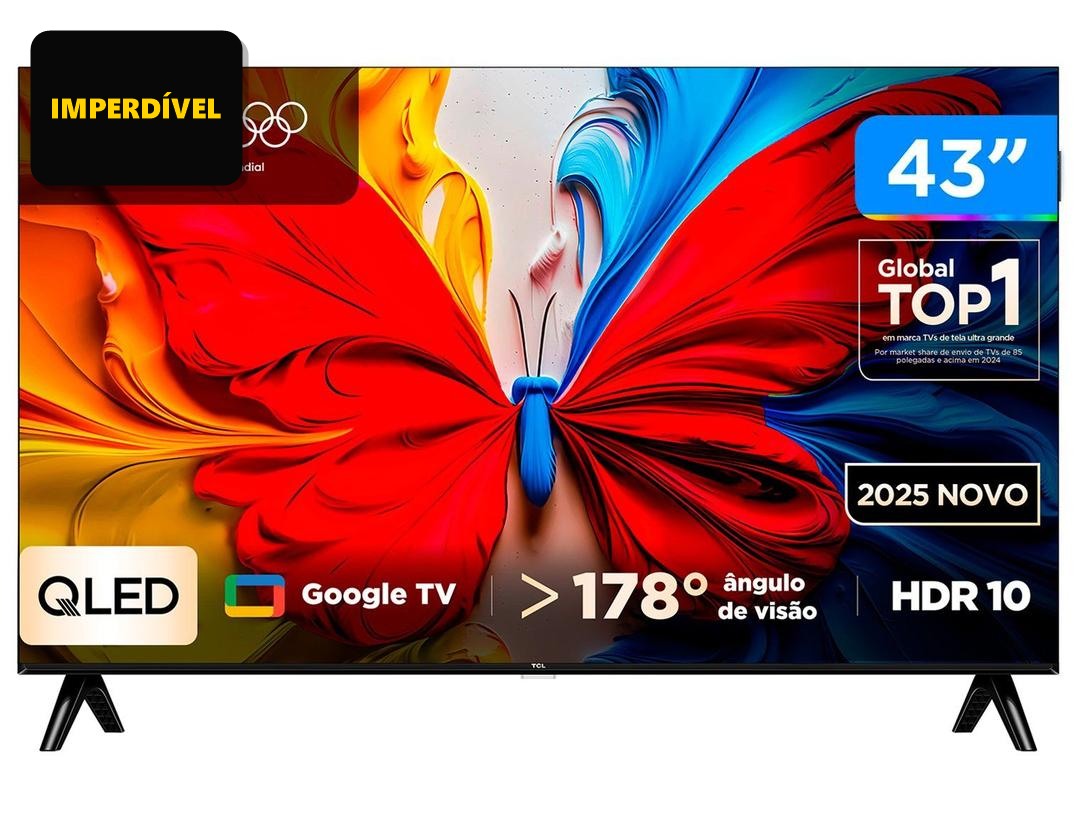 IMPERDÍVEL
43”
Global
TOP1
em marca TVs de tela ultra grande
Por market share de envio de TVs de 85
polegadas e acima em 2024
2025 NOVO
QLED
Google TV
> 178°
ângulo
de visão
HDR 10
TCL